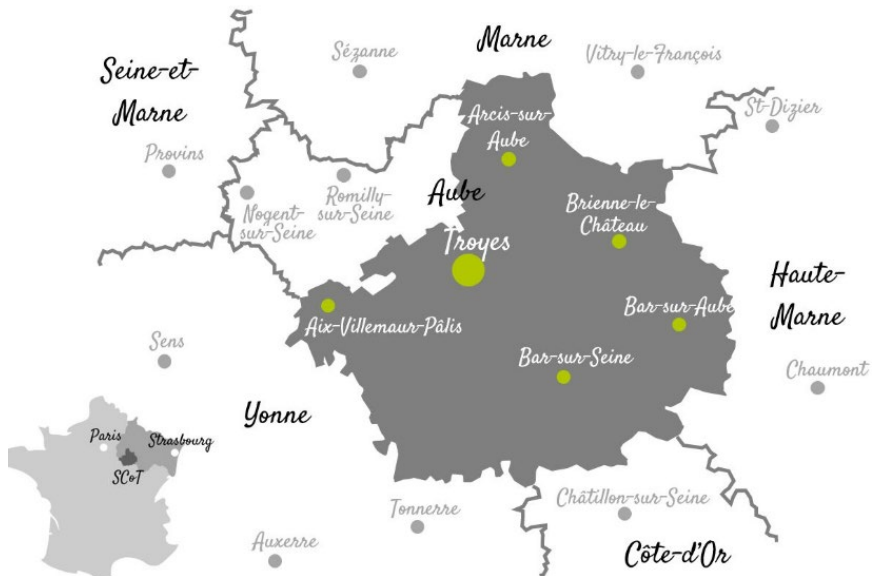 Marne
Sézanne
Vitry-le-François
Seine-et-
Marne
St-Dizier
Arcis-sur-
Aube
Provins
Romilly-
sur-Seine
Aube
Nogent-
sur-Seine
Brienne-le-
Château
Troyes
Haute-
Marne
Bar-sur-Aube
Aix-Villemaur-Pâlis
Sens
Bar-sur-Seine
Chaumont
Yonne
Paris
Strasbourg
SCoT
Châtillon-sur-Seine
Tonnerre
Auxerre
Côte-d'Or